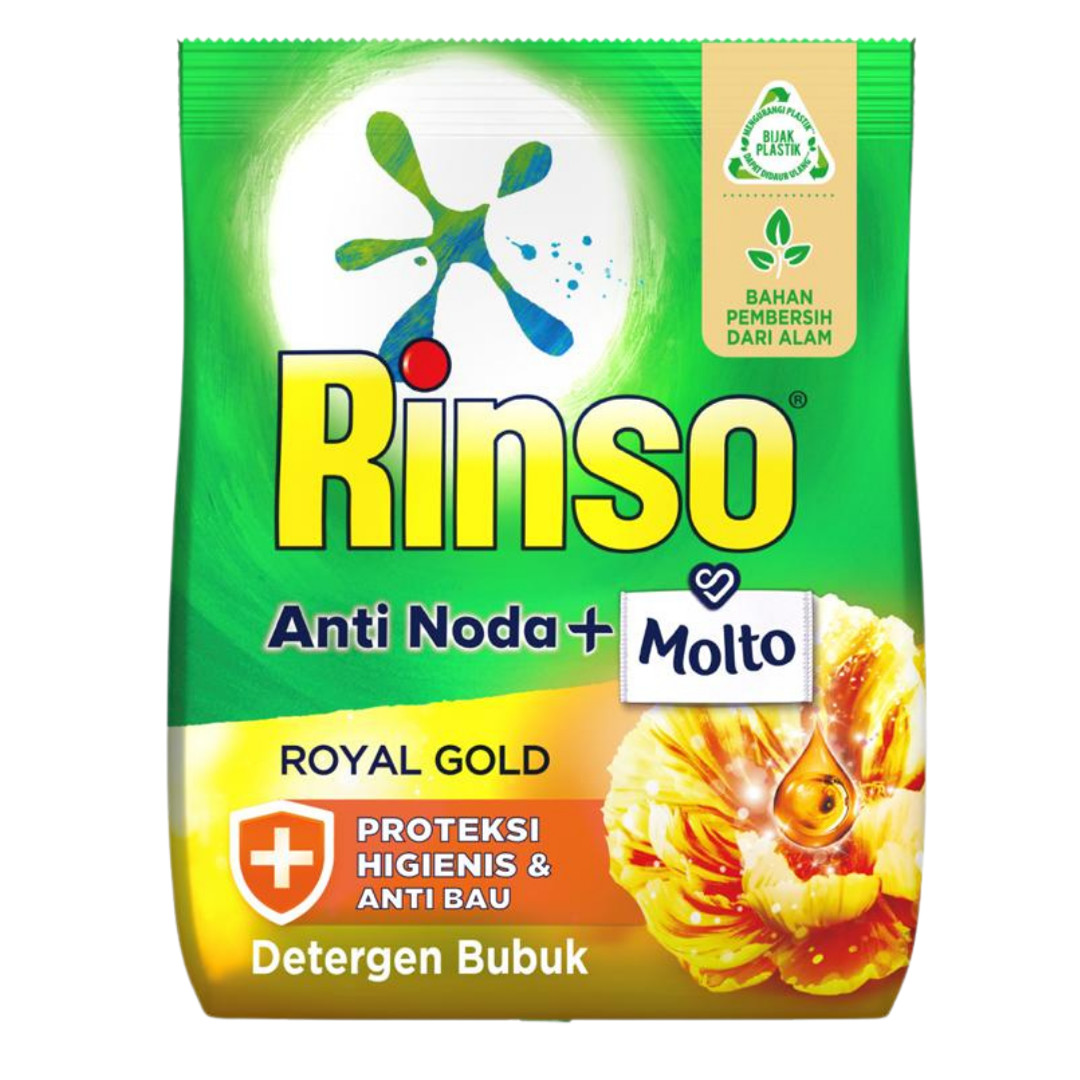 MENGURANGI PLASTIK
BIJAK
PLASTIK
DAPAT DIDAUR ULANG
BAHAN
PEMBERSIH
DARI ALAM
Rinso®
Anti Noda + Molto
ROYAL GOLD
PROTEKSI
HIGIENIS &
ANTI BAU
Detergen Bubuk